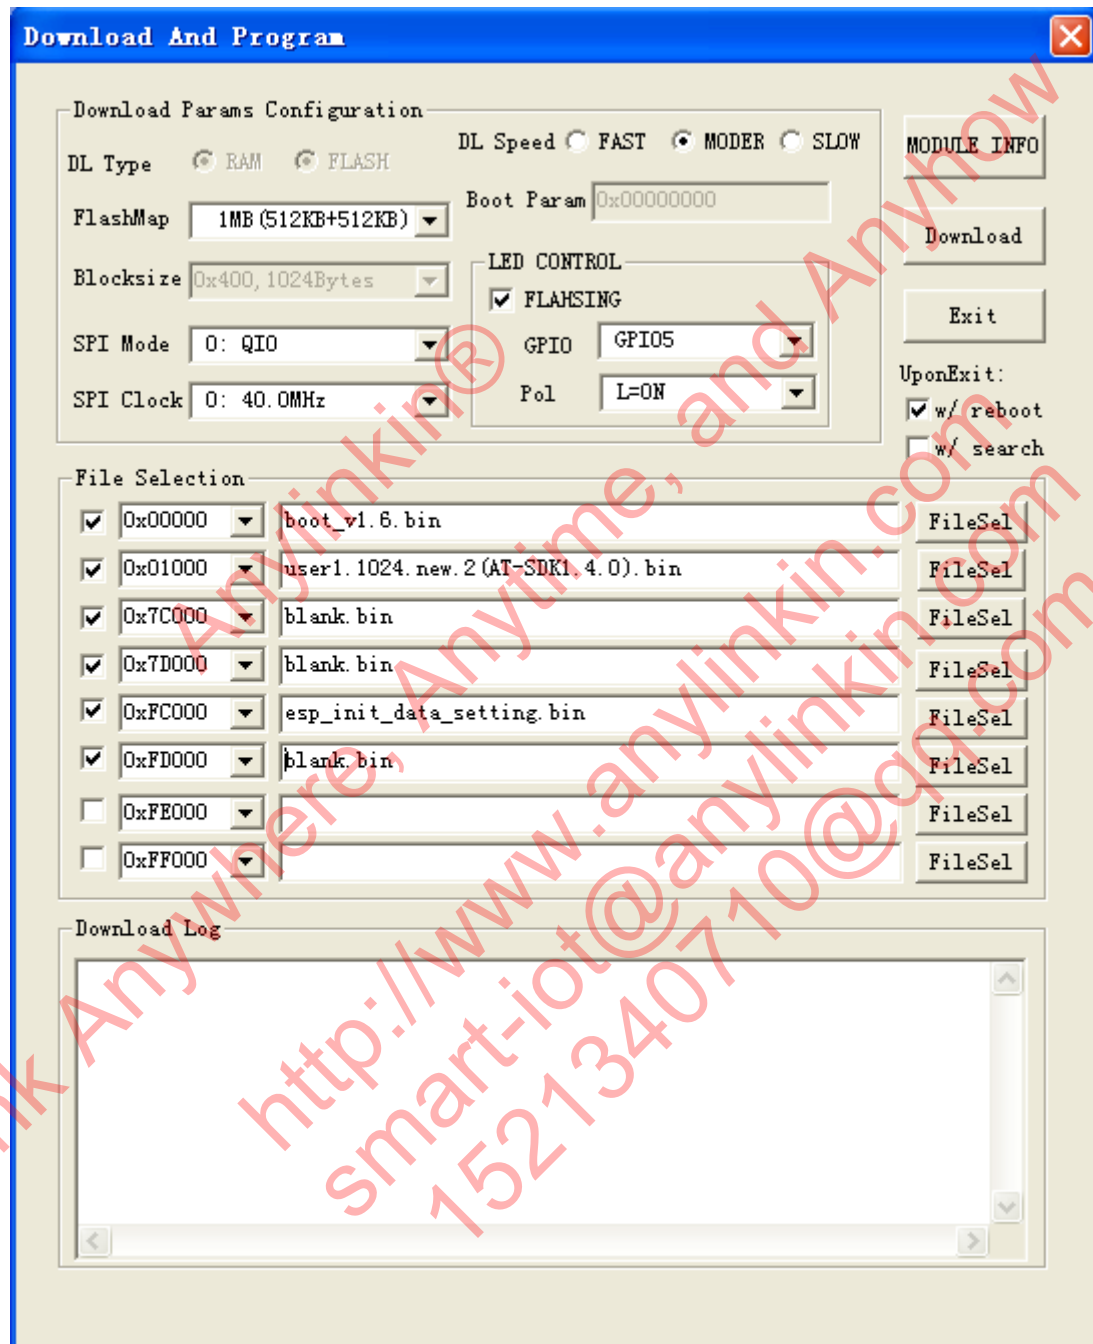 Download And Program
Download Params Configuration
DL Type RAM FLASH
DL Speed FAST MODER SLOW
MODULE INFO
FlashMap 1MB(512KB+512KB)
Boot Param 0x00000000
Download
Blocksize 0x400,1024Bytes
LED CONTROL
FLAHSING
Exit
SPI Mode 0: QIO
GPIO GPIO5
SPI Clock 0: 40.0MHz
Pol L=ON
UponExit:
w/ reboot
w/ search
File Selection
0x00000 boot_v1.6.bin FileSel
0x01000 user1.1024.new.2(AT-SDK1.4.0).bin FileSel
0x7C000 blank.bin FileSel
0x7D000 blank.bin FileSel
0xFC000 esp_init_data_setting.bin FileSel
0xFD000 blank.bin FileSel
0xFE000 FileSel
0xFF000 FileSel
Download Log
Anylinkin®
nk Anywhere, Anytime, and Anyhow
http://www.anylinkin.com
smart-iot@anylinkin.com
1521340710@qq.com